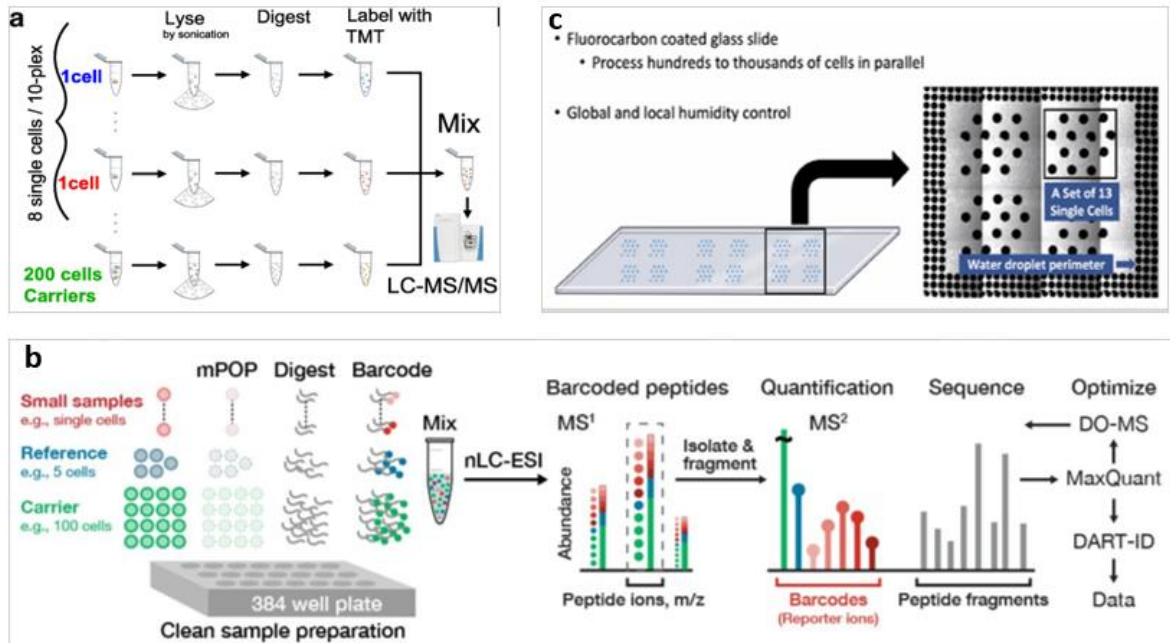 a
8 single cells / 10-plex
Lyse
by sonication
Digest
Label with
TMT
1cell
1cell
200 cells
Carriers
Mix
LC-MS/MS
c
• Fluorocarbon coated glass slide
• Process hundreds to thousands of cells in parallel
• Global and local humidity control
A Set of 13
Single Cells
Water droplet perimeter
b
mPOP
Digest
Barcode
Small samples
e.g., single cells
Reference
e.g., 5 cells
Carrier
e.g., 100 cells
384 well plate
Clean sample preparation
Mix
nLC-ESI
Barcoded peptides
MS¹
Abundance
Peptide ions, m/z
Isolate &
fragment
Quantification
MS²
Barcodes
(Reporter ions)
Sequence
Peptide fragments
Optimize
DO-MS
MaxQuant
DART-ID
Data